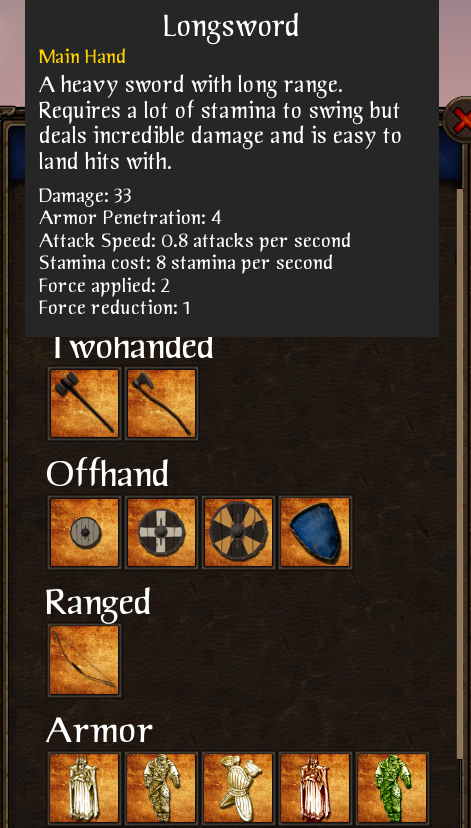 Longsword
Main Hand
A heavy sword with long range.
Requires a lot of stamina to swing but
deals incredible damage and is easy to
land hits with.
Damage: 33
Armor Penetration: 4
Attack Speed: 0.8 attacks per second
Stamina cost: 8 stamina per second
Force applied: 2
Force reduction: 1
Twohanded
Offhand
Ranged
Armor